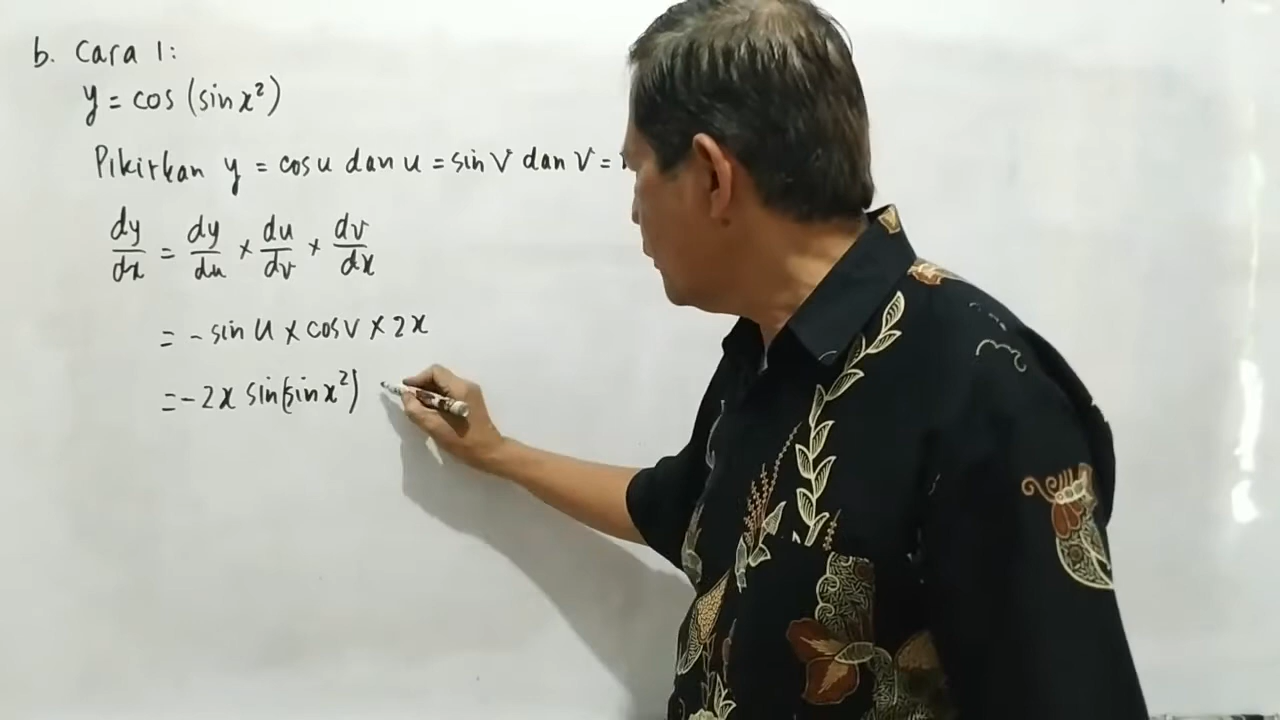 b. Cara 1:
y = cos (sin x²)
Pikirkan y = cos u dan u = sin v dan v =
dy/dx = dy/du × du/dv × dv/dx
= - sin u × cos v × 2x
= - 2x sin(sin x²)